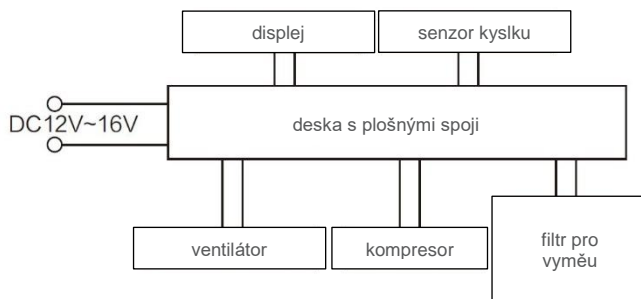 displej
senzor kyslku
DC12V~16V
deska s plošnými spoji
ventilátor
kompresor
filtr pro
vyměu